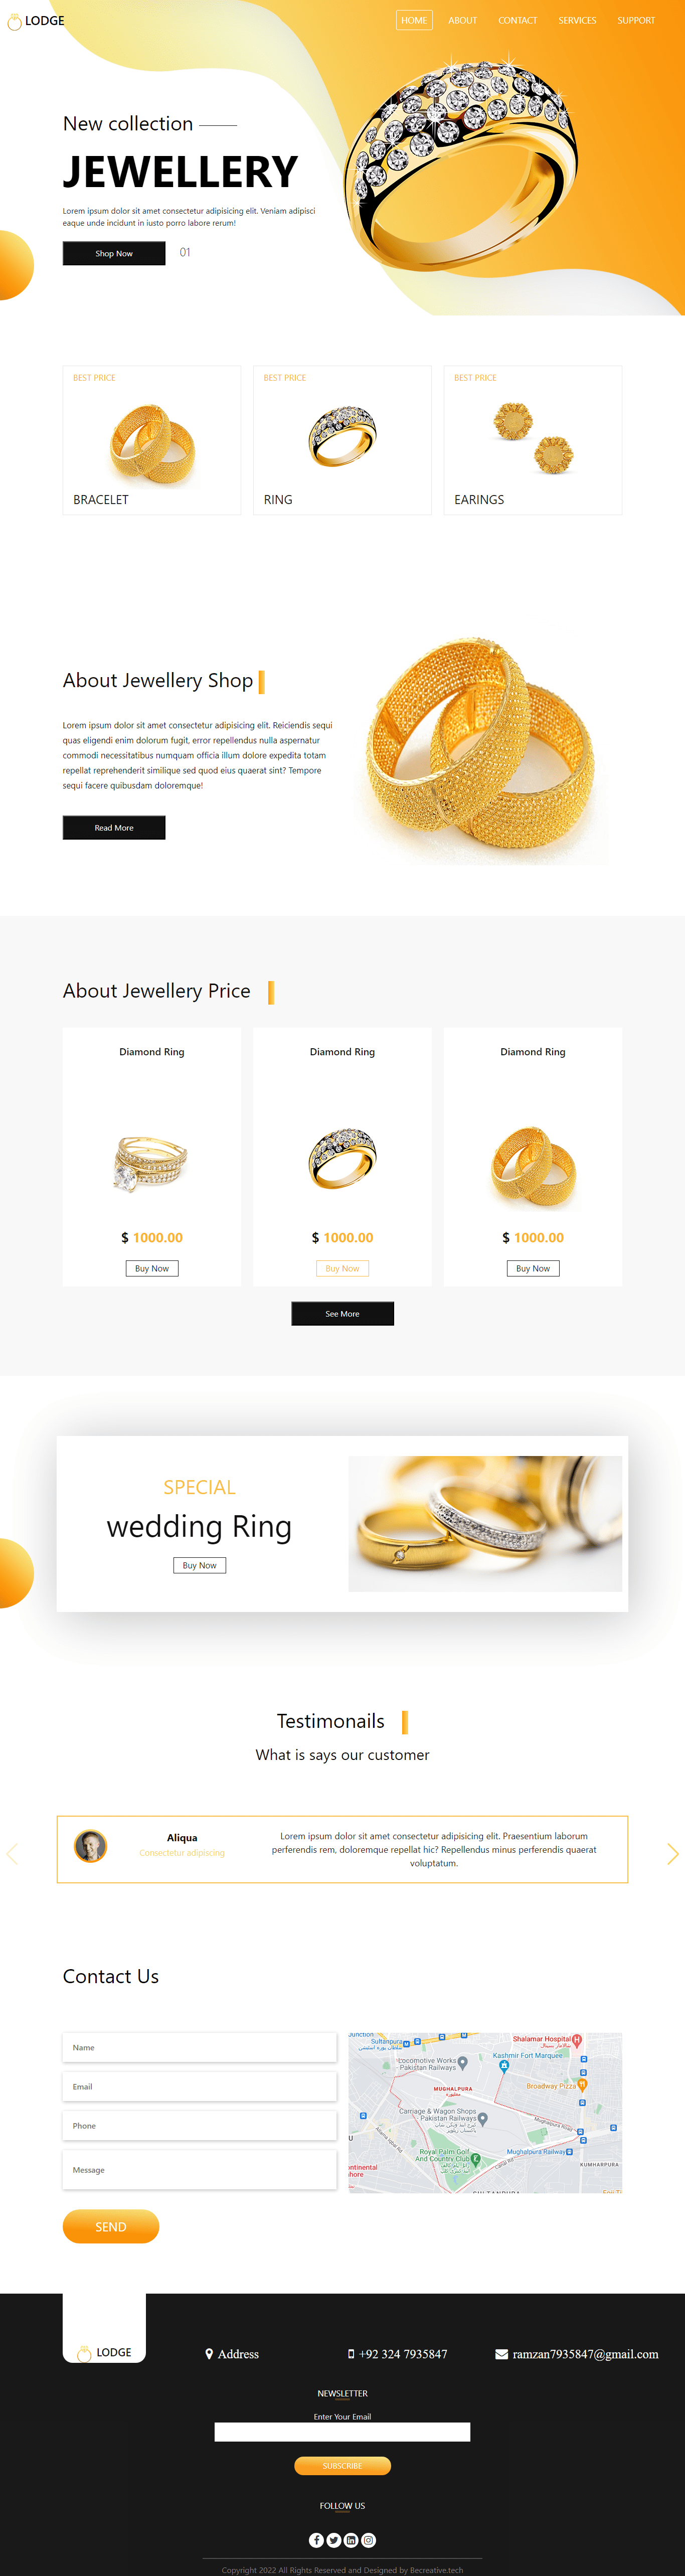 LODGE
HOME ABOUT CONTACT SERVICES SUPPORT
New collection
JEWELLERY
Lorem ipsum dolor sit amet consectetur adipisicing elit. Veniam adipisci
eaque unde incidunt in iusto porro labore rerum!
Shop Now 01
BEST PRICE
BRACELET
BEST PRICE
RING
BEST PRICE
EARINGS
About Jewellery Shop
Lorem ipsum dolor sit amet consectetur adipisicing elit. Reiciendis sequi
quas eligendi enim dolorum fugit, error repellendus nulla aspernatur
commodi necessitatibus numquam officia illum dolore expedita totam
repellat reprehenderit similique sed quod eius quaerat sint? Tempore
sequi facere quibusdam doloremque!
Read More
About Jewellery Price
Diamond Ring
$ 1000.00
Buy Now
Diamond Ring
$ 1000.00
Buy Now
Diamond Ring
$ 1000.00
Buy Now
See More
SPECIAL
wedding Ring
Buy Now
Testimonails
What is says our customer
Aliqua
Consectetur adipiscing
Lorem ipsum dolor sit amet consectetur adipisicing elit. Praesentium laborum
perferendis rem, doloremque repellat hic? Repellendus minus perferendis quaerat
voluptatum.
Contact Us
Name
Email
Phone
Message
SEND
Junction
Sultanpura
Shalamar Hospital
Kashmir Fort Marquee
Locomotive Works
Pakistan Railways
Broadway Pizza
MUGHALPURA
Carriage & Wagon Shops
Pakistan Railways
Mughalpura Road
Royal Palm Golf
And Country Club
Mughalpura Railway
Canal Rd
KUMHARPURA
LODGE
Address
+92 324 7935847
ramzan7935847@gmail.com
NEWSLETTER
Enter Your Email
SUBSCRIBE
FOLLOW US
Copyright 2022 All Rights Reserved and Designed by Becreative.tech